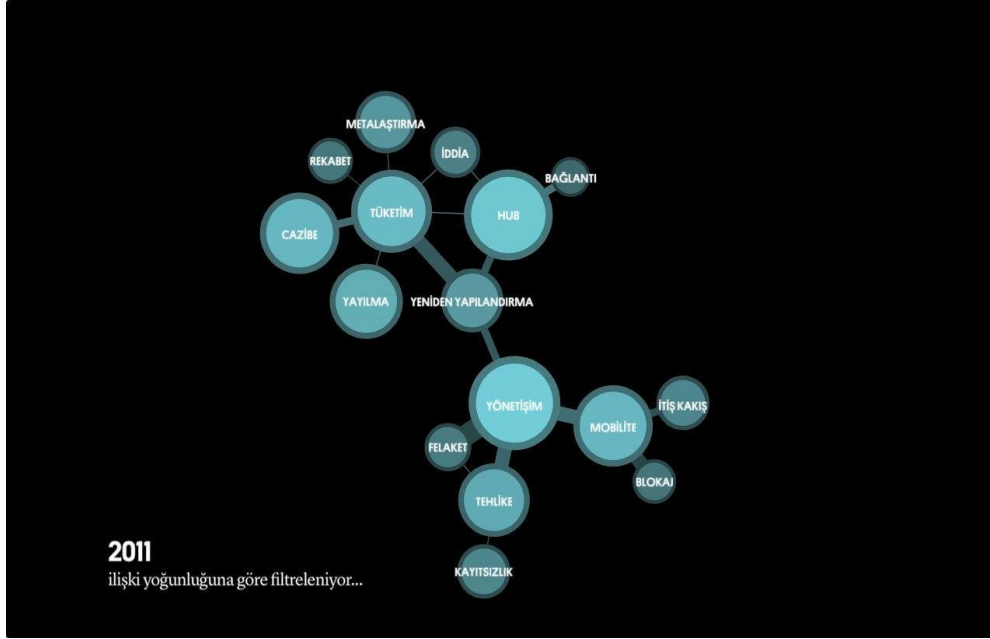 METALAŞTIRMA
İDDİA
REKABET
BAĞLANTI
TÜKETİM
HUB
CAZİBE
YAYILMA
YENİDEN YAPILANDIRMA
YÖNETİŞİM
İTİŞ KAKIŞ
MOBİLİTE
FELAKET
BLOKAJ
TEHLİKE
KAYITSIZLIK
2011
ilişki yoğunluğuna göre filtreleniyor...